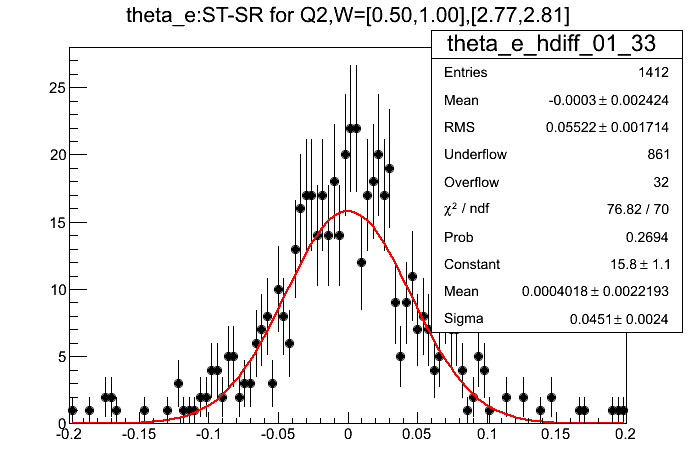 theta_e:ST-SR for Q2,W=[0.50,1.00],[2.77,2.81]
theta_e_hdiff_01_33
Entries 1412
Mean -0.0003 ± 0.002424
RMS 0.05522 ± 0.001714
Underflow 861
Overflow 32
χ² / ndf 76.82 / 70
Prob 0.2694
Constant 15.8 ± 1.1
Mean 0.0004018 ± 0.0022193
Sigma 0.0451 ± 0.0024
25
20
15
10
5
0
-0.2 -0.15 -0.1 -0.05 0 0.05 0.1 0.15 0.2